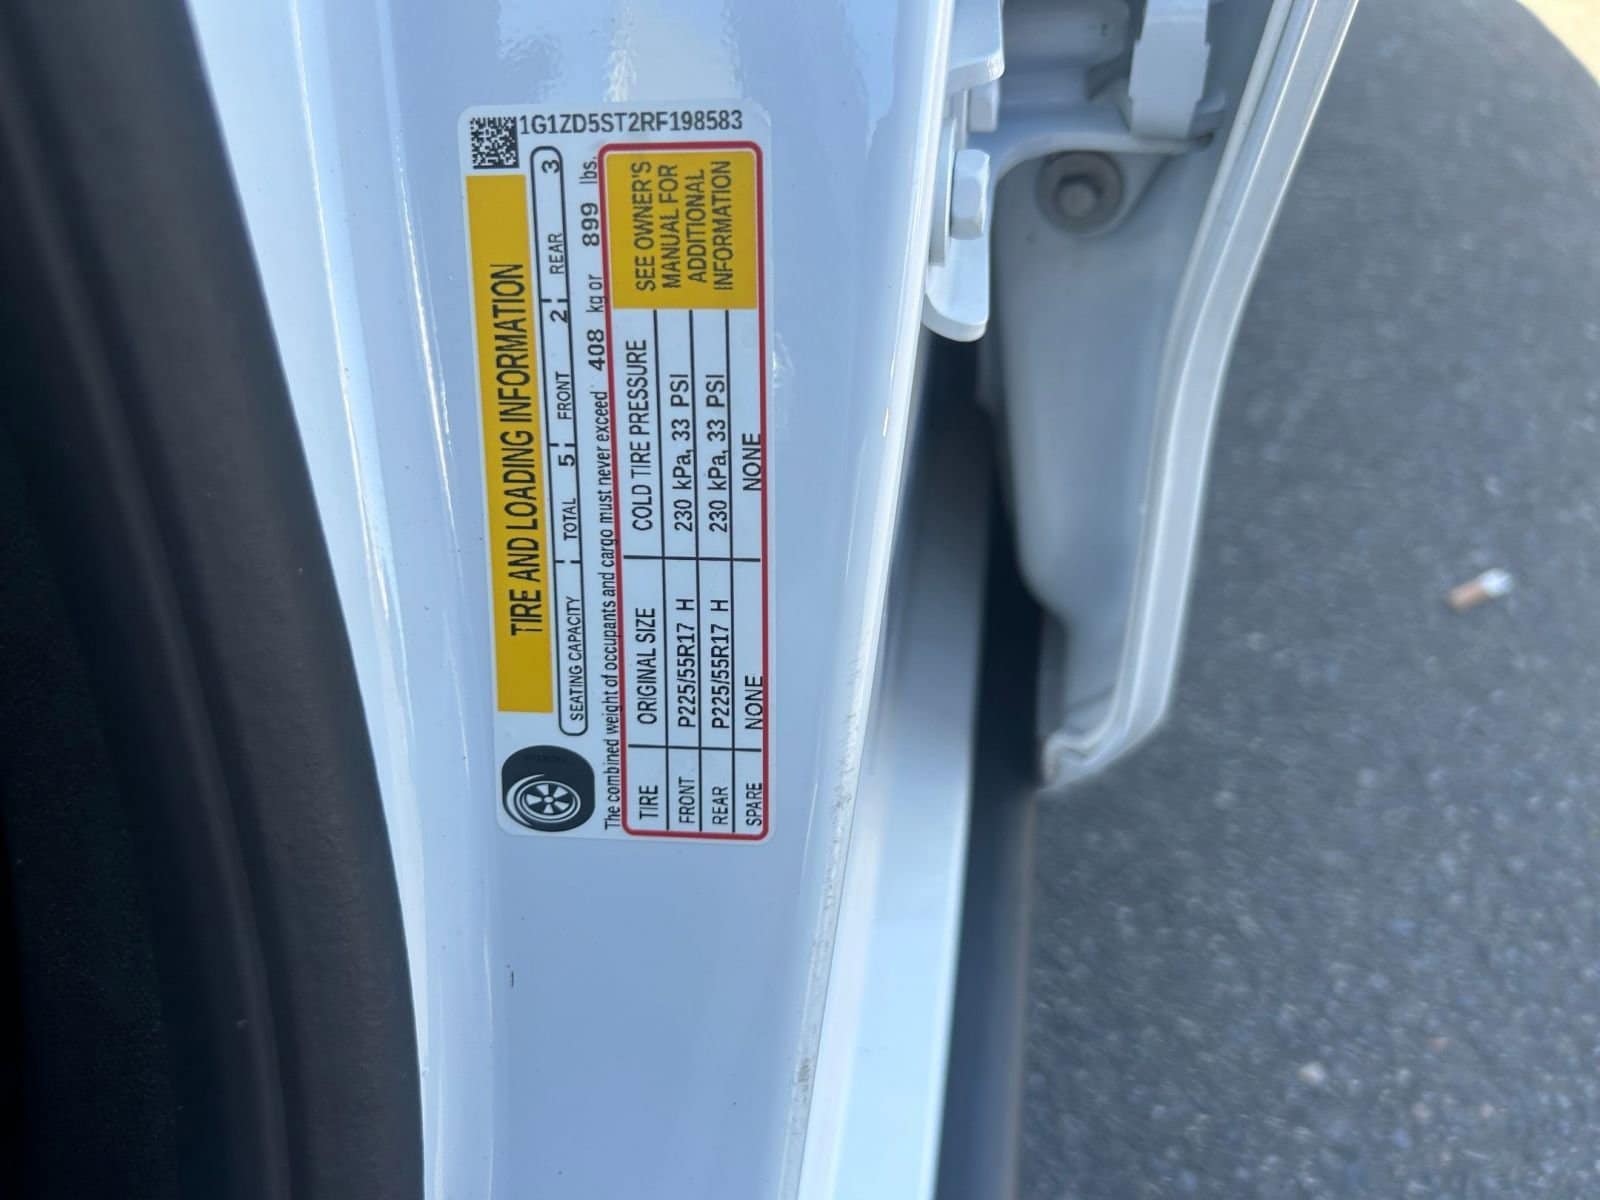 1G1ZD5ST2RF198583
TIRE AND LOADING INFORMATION
SEATING CAPACITY TOTAL 5 FRONT 2 REAR 3
The combined weight of occupants and cargo must never exceed 408 kg or 899 lbs.
TIRE ORIGINAL SIZE COLD TIRE PRESSURE
FRONT P225/55R17 H 230 kPa, 33 PSI
REAR P225/55R17 H 230 kPa, 33 PSI
SPARE NONE NONE
SEE OWNER'S
MANUAL FOR
ADDITIONAL
INFORMATION